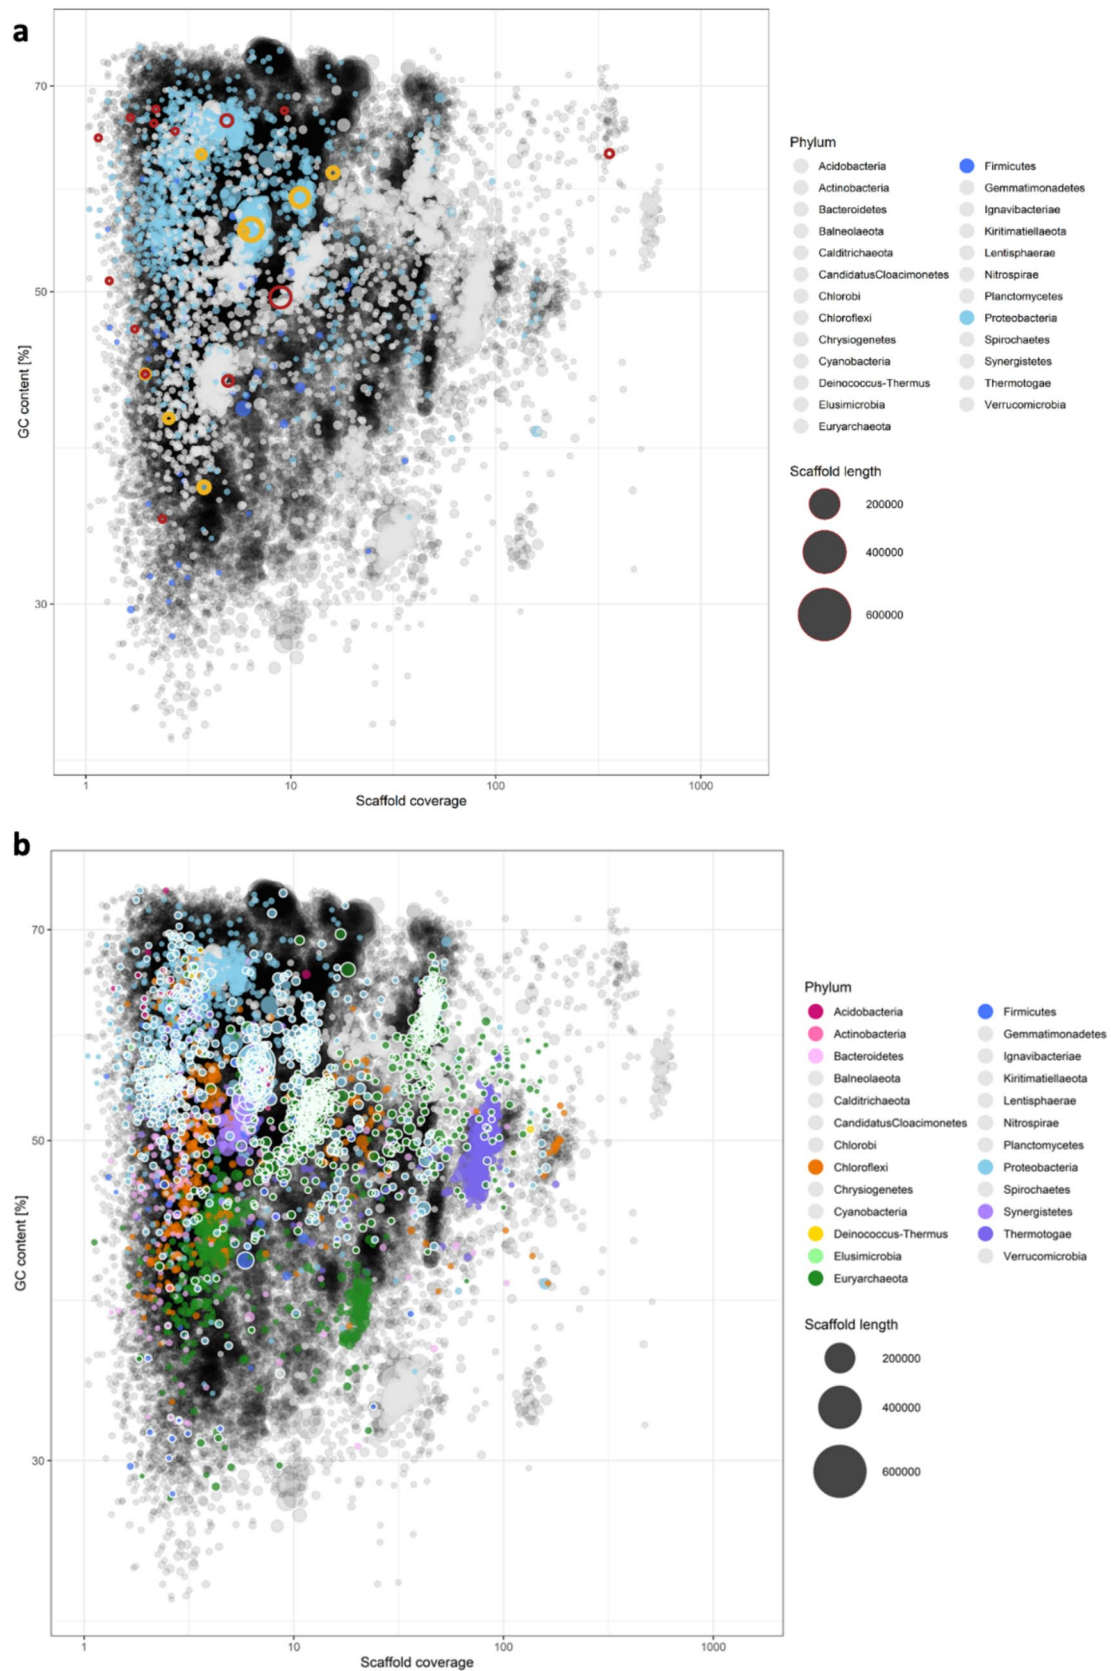 a
70
50
30
GC content [%]
1
10
100
1000
Scaffold coverage
Phylum
Acidobacteria
Actinobacteria
Bacteroidetes
Balneolaeota
Calditrichaeota
CandidatusCloacimonetes
Chlorobi
Chloroflexi
Chrysiogenetes
Cyanobacteria
Deinococcus-Thermus
Elusimicrobia
Euryarchaeota
Firmicutes
Gemmatimonadetes
Ignavibacteriae
Kiritimatiellaeota
Lentisphaerae
Nitrospirae
Planctomycetes
Proteobacteria
Spirochaetes
Synergistetes
Thermotogae
Verrucomicrobia
Scaffold length
200000
400000
600000
b
70
50
30
GC content [%]
1
10
100
1000
Scaffold coverage
Phylum
Acidobacteria
Actinobacteria
Bacteroidetes
Balneolaeota
Calditrichaeota
CandidatusCloacimonetes
Chlorobi
Chloroflexi
Chrysiogenetes
Cyanobacteria
Deinococcus-Thermus
Elusimicrobia
Euryarchaeota
Firmicutes
Gemmatimonadetes
Ignavibacteriae
Kiritimatiellaeota
Lentisphaerae
Nitrospirae
Planctomycetes
Proteobacteria
Spirochaetes
Synergistetes
Thermotogae
Verrucomicrobia
Scaffold length
200000
400000
600000